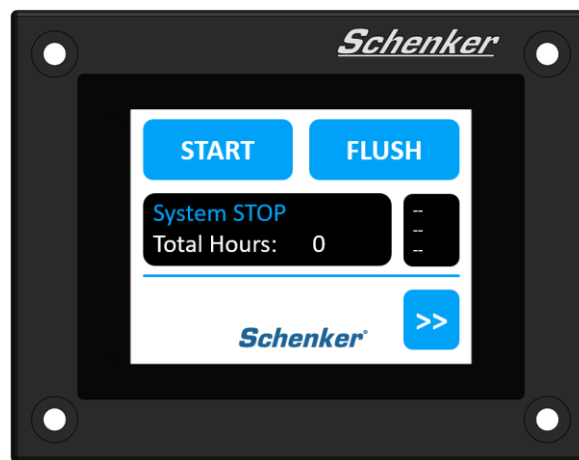 Schenker
START
FLUSH
System STOP
Total Hours: 0
--
--
--
>>
Schenker